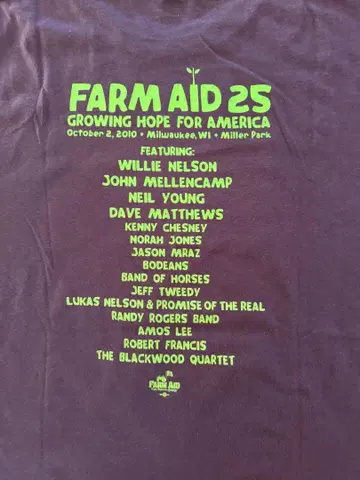 FARM AID 25
GROWING HOPE FOR AMERICA
October 2, 2010 • Milwaukee, WI • Miller Park
FEATURING:
WILLIE NELSON
JOHN MELLENCAMP
NEIL YOUNG
DAVE MATTHEWS
KENNY CHESNEY
NORAH JONES
JASON MRAZ
BODEANS
BAND OF HORSES
JEFF TWEEDY
LUKAS NELSON & PROMISE OF THE REAL
RANDY ROGERS BAND
AMOS LEE
ROBERT FRANCIS
THE BLACKWOOD QUARTET
FARM AID